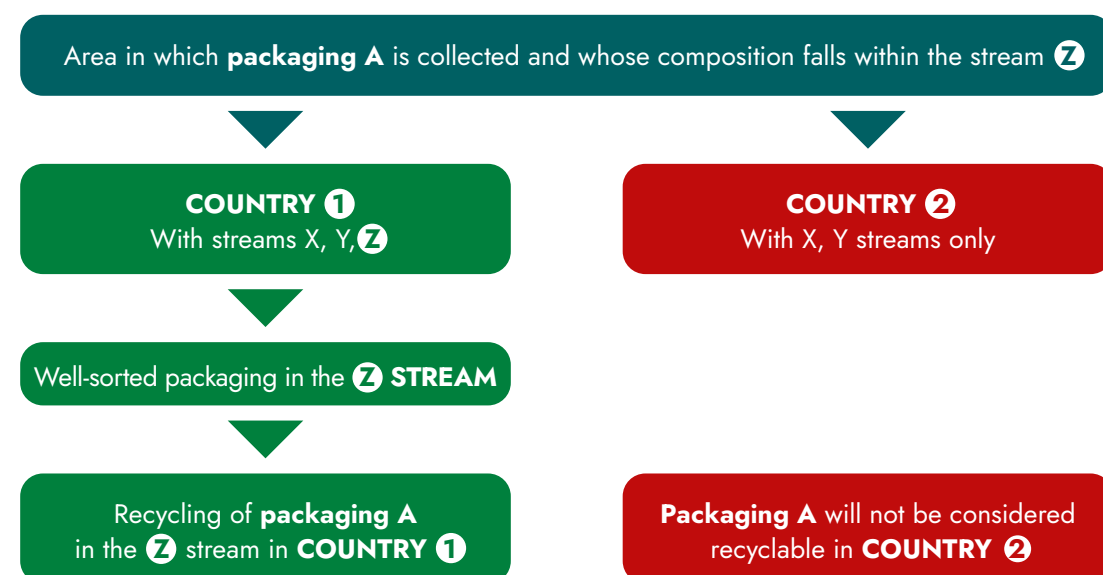 Area in which packaging A is collected and whose composition falls within the stream Z
COUNTRY 1
With streams X, Y, Z
COUNTRY 2
With X, Y streams only
Well-sorted packaging in the Z STREAM
Recycling of packaging A
in the Z stream in COUNTRY 1
Packaging A will not be considered
recyclable in COUNTRY 2